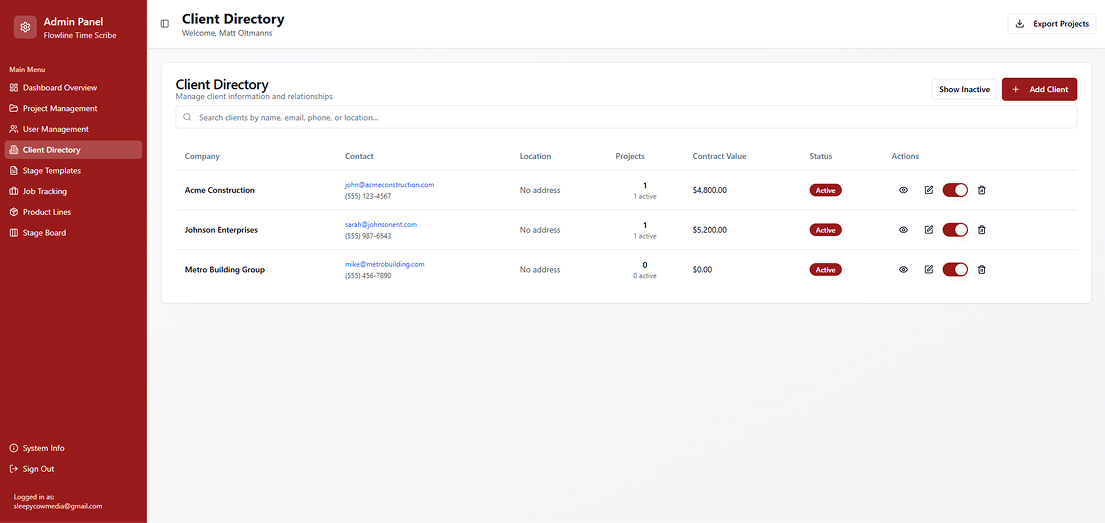 Admin Panel
Flowline Time Scribe
Main Menu
Dashboard Overview
Project Management
User Management
Client Directory
Stage Templates
Job Tracking
Product Lines
Stage Board
System Info
Sign Out
Logged in as:
sleepycowmedia@gmail.com
Client Directory
Welcome, Matt Oltmanns
Export Projects
Client Directory
Manage client information and relationships
Show Inactive
+ Add Client
Search clients by name, email, phone, or location...
Company Contact Location Projects Contract Value Status Actions
Acme Construction john@acmeconstruction.com No address 1 $4,800.00 Active
(555) 123-4567 1 active
Johnson Enterprises sarah@johnsonent.com No address 1 $5,200.00 Active
(555) 987-6543 1 active
Metro Building Group mike@metrobuilding.com No address 0 $0.00 Active
(555) 456-7890 0 active